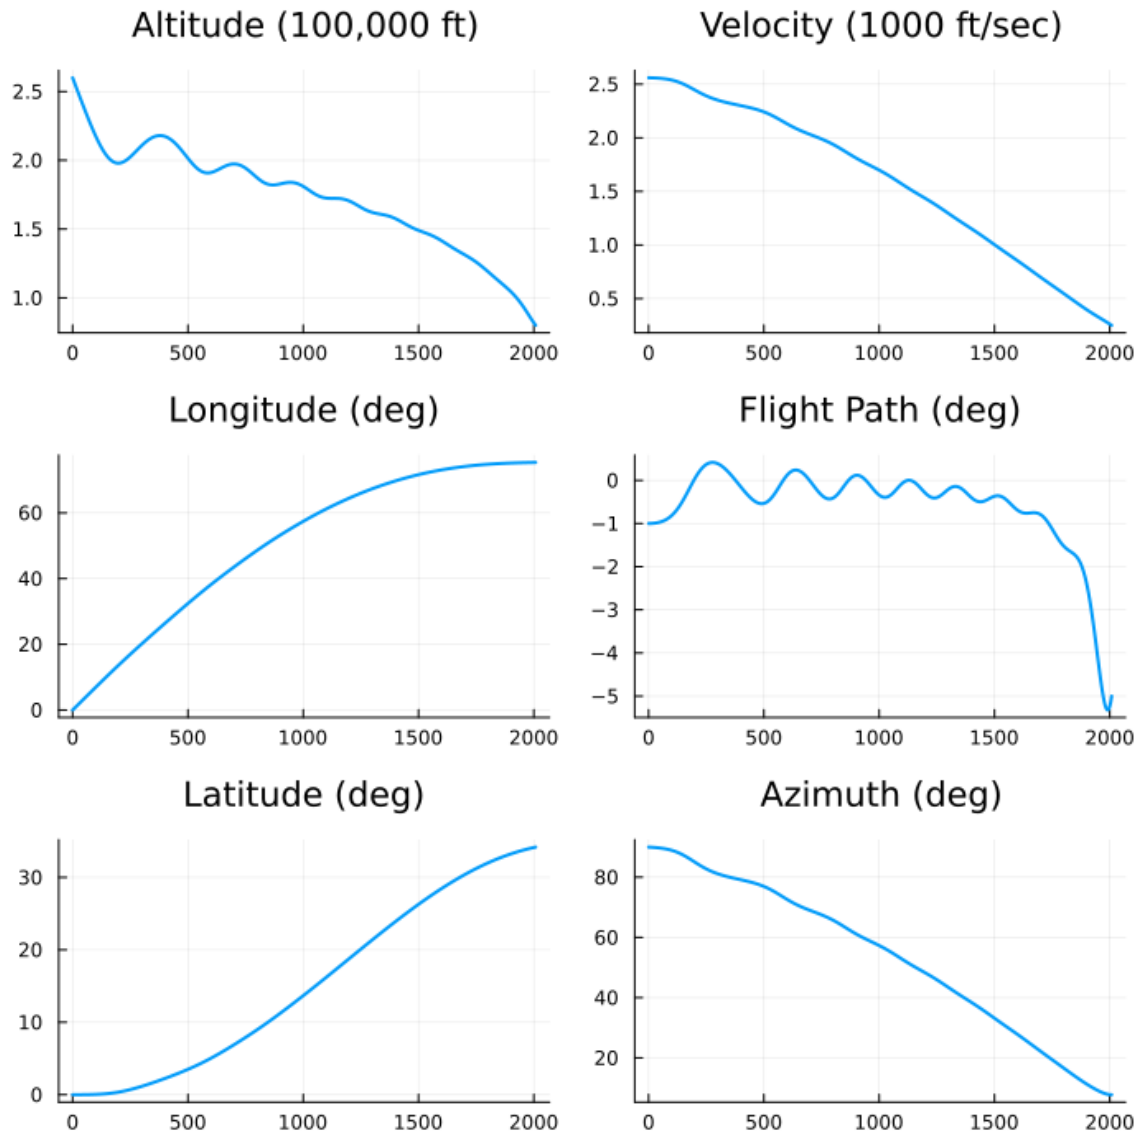 Altitude (100,000 ft)
2.5
2.0
1.5
1.0
0 500 1000 1500 2000
Velocity (1000 ft/sec)
2.5
2.0
1.5
1.0
0.5
0 500 1000 1500 2000
Longitude (deg)
60
40
20
0
0 500 1000 1500 2000
Flight Path (deg)
0
−1
−2
−3
−4
−5
0 500 1000 1500 2000
Latitude (deg)
30
20
10
0
0 500 1000 1500 2000
Azimuth (deg)
80
60
40
20
0 500 1000 1500 2000